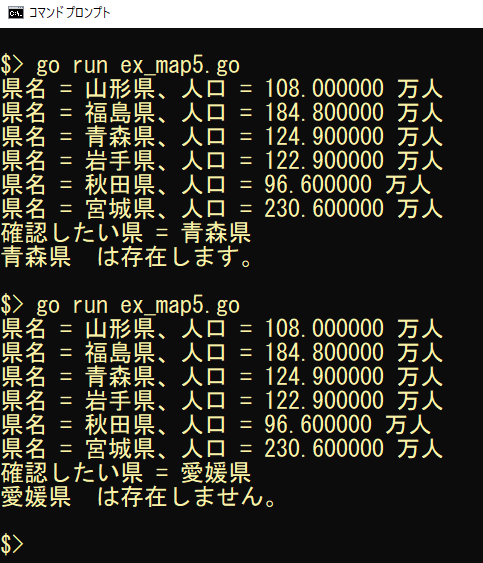 コマンドプロンプト
$> go run ex_map5.go
県名 = 山形県、人口 = 108.000000 万人
県名 = 福島県、人口 = 184.800000 万人
県名 = 青森県、人口 = 124.900000 万人
県名 = 岩手県、人口 = 122.900000 万人
県名 = 秋田県、人口 = 96.600000 万人
県名 = 宮城県、人口 = 230.600000 万人
確認したい県 = 青森県
青森県　は存在します。
$> go run ex_map5.go
県名 = 山形県、人口 = 108.000000 万人
県名 = 福島県、人口 = 184.800000 万人
県名 = 青森県、人口 = 124.900000 万人
県名 = 岩手県、人口 = 122.900000 万人
県名 = 秋田県、人口 = 96.600000 万人
県名 = 宮城県、人口 = 230.600000 万人
確認したい県 = 愛媛県
愛媛県　は存在しません。
$>